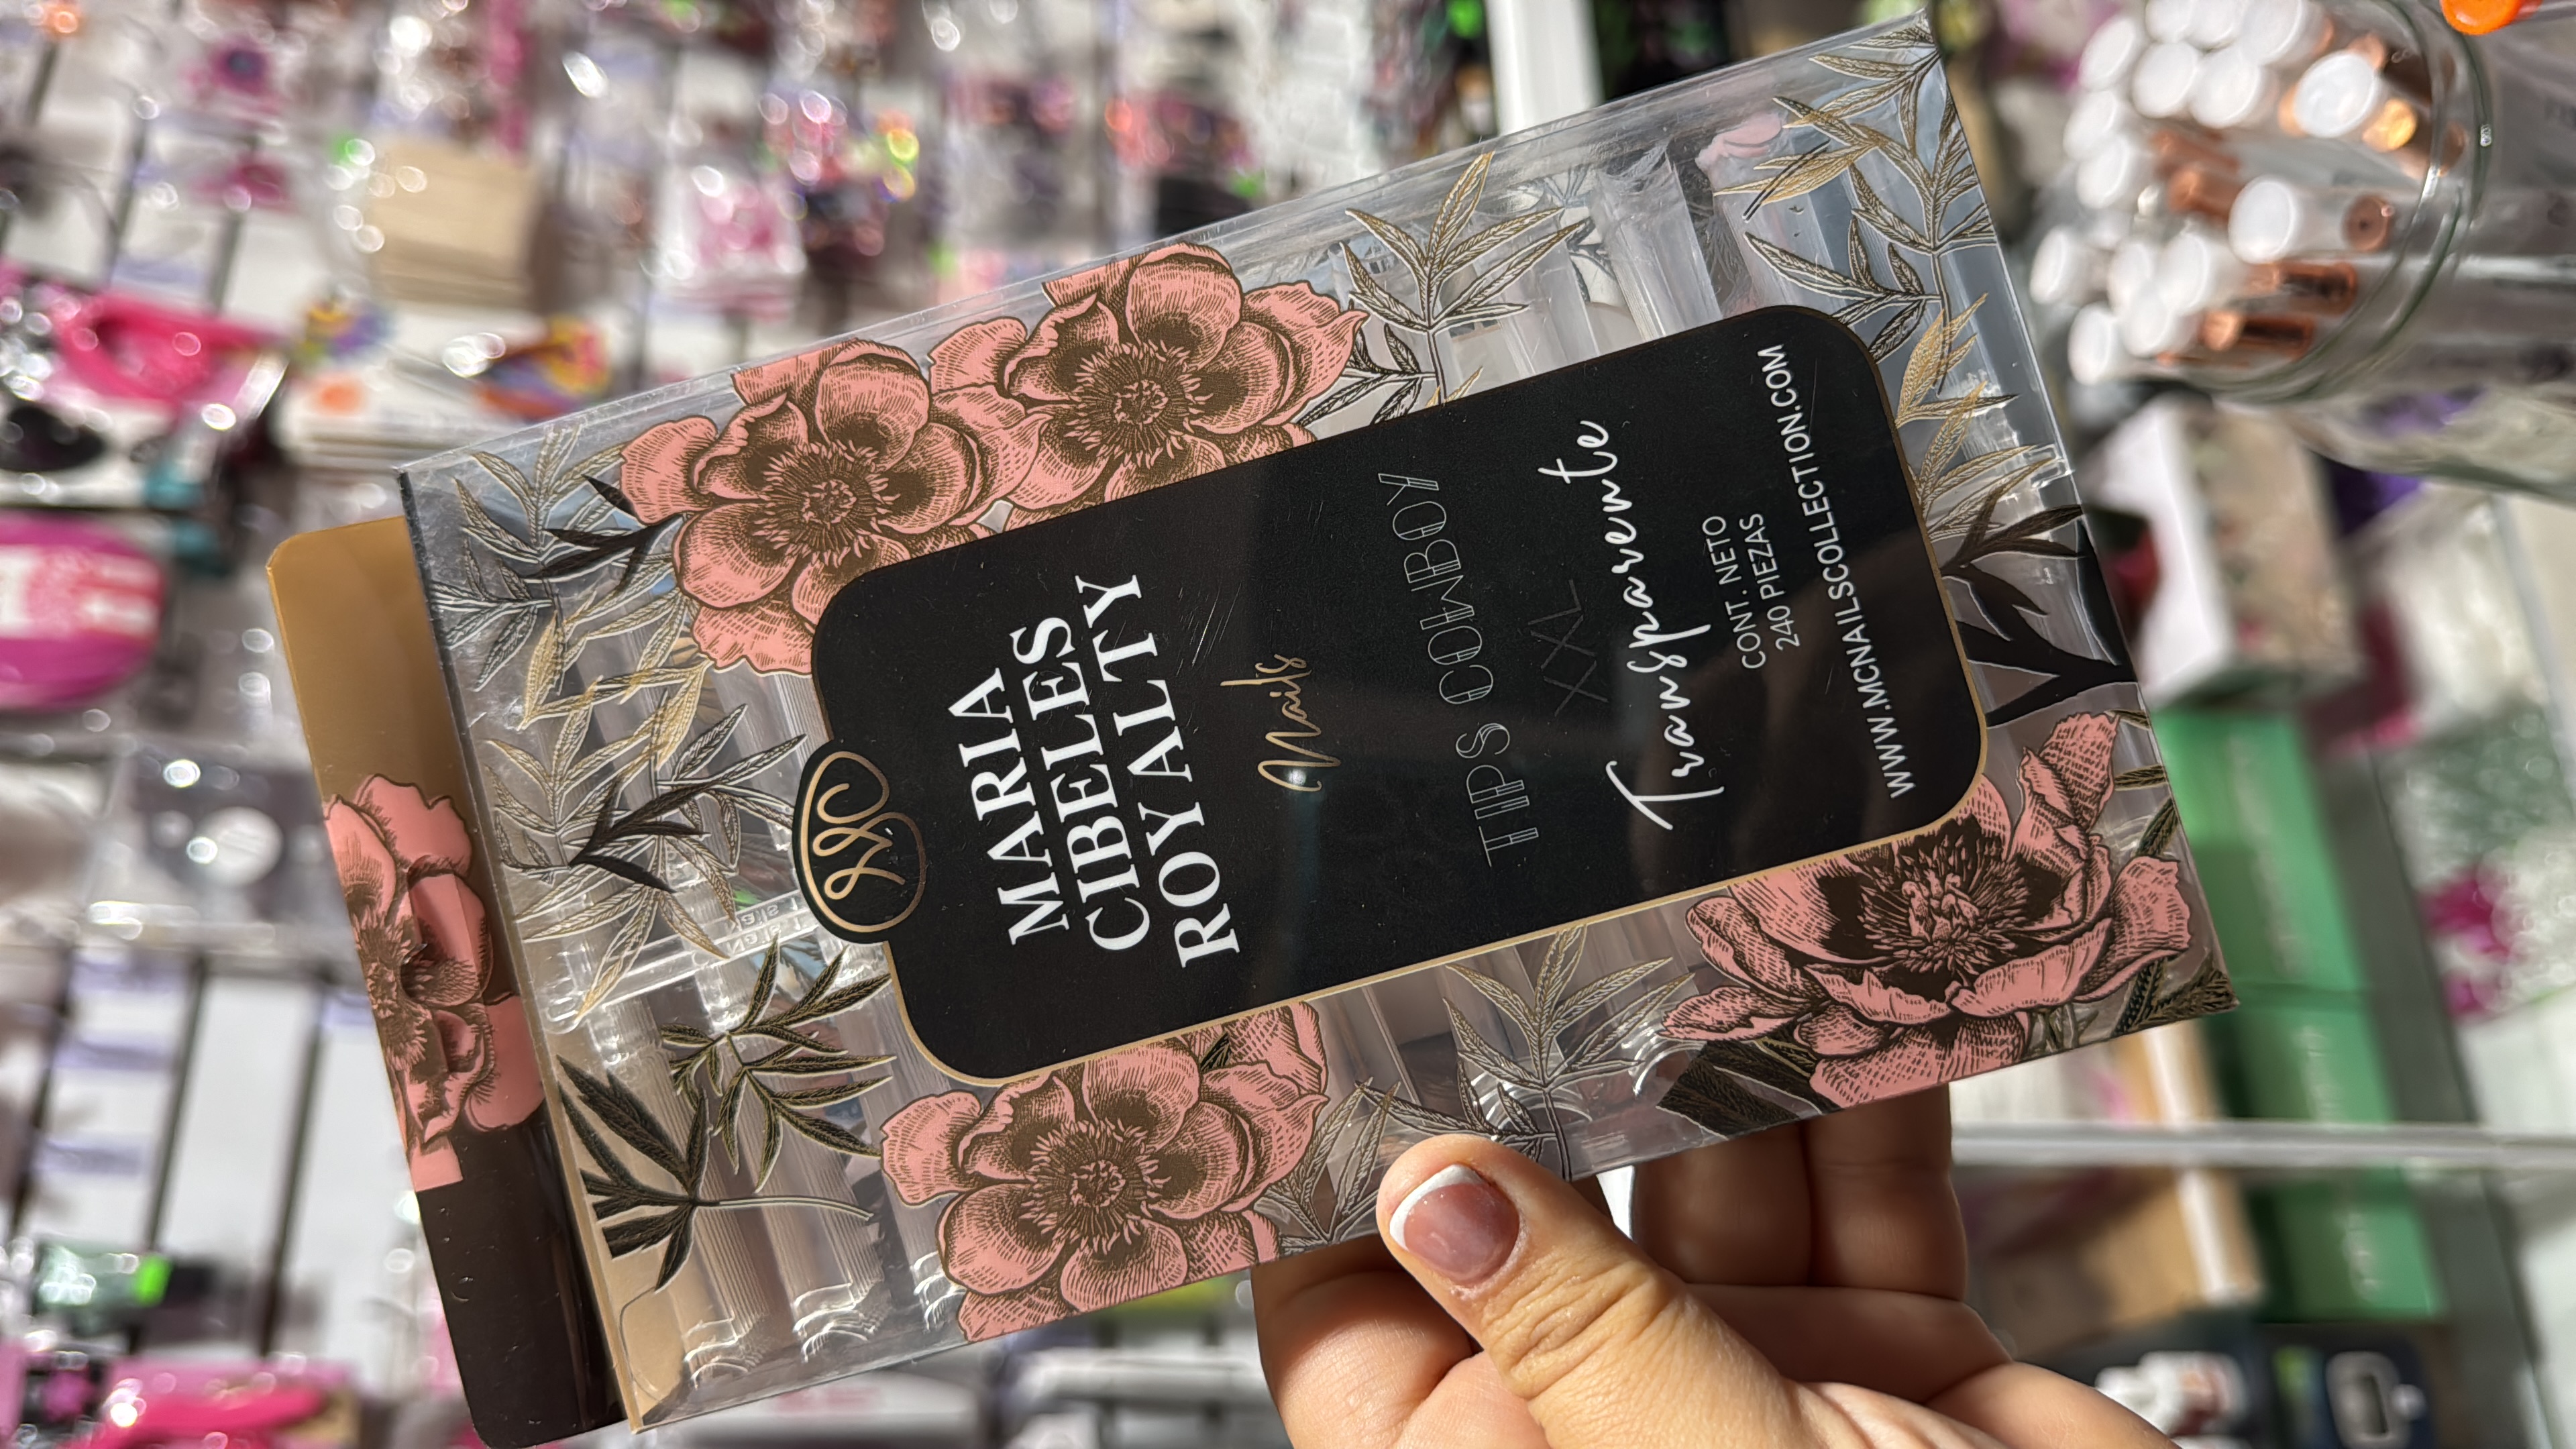 MARIA
CIBELES
ROYALTY
Nails
TIPS COWBOY
XXL
Transparente
CONT. NETO
240 PIEZAS
WWW.MCNAILSCOLLECTION.COM